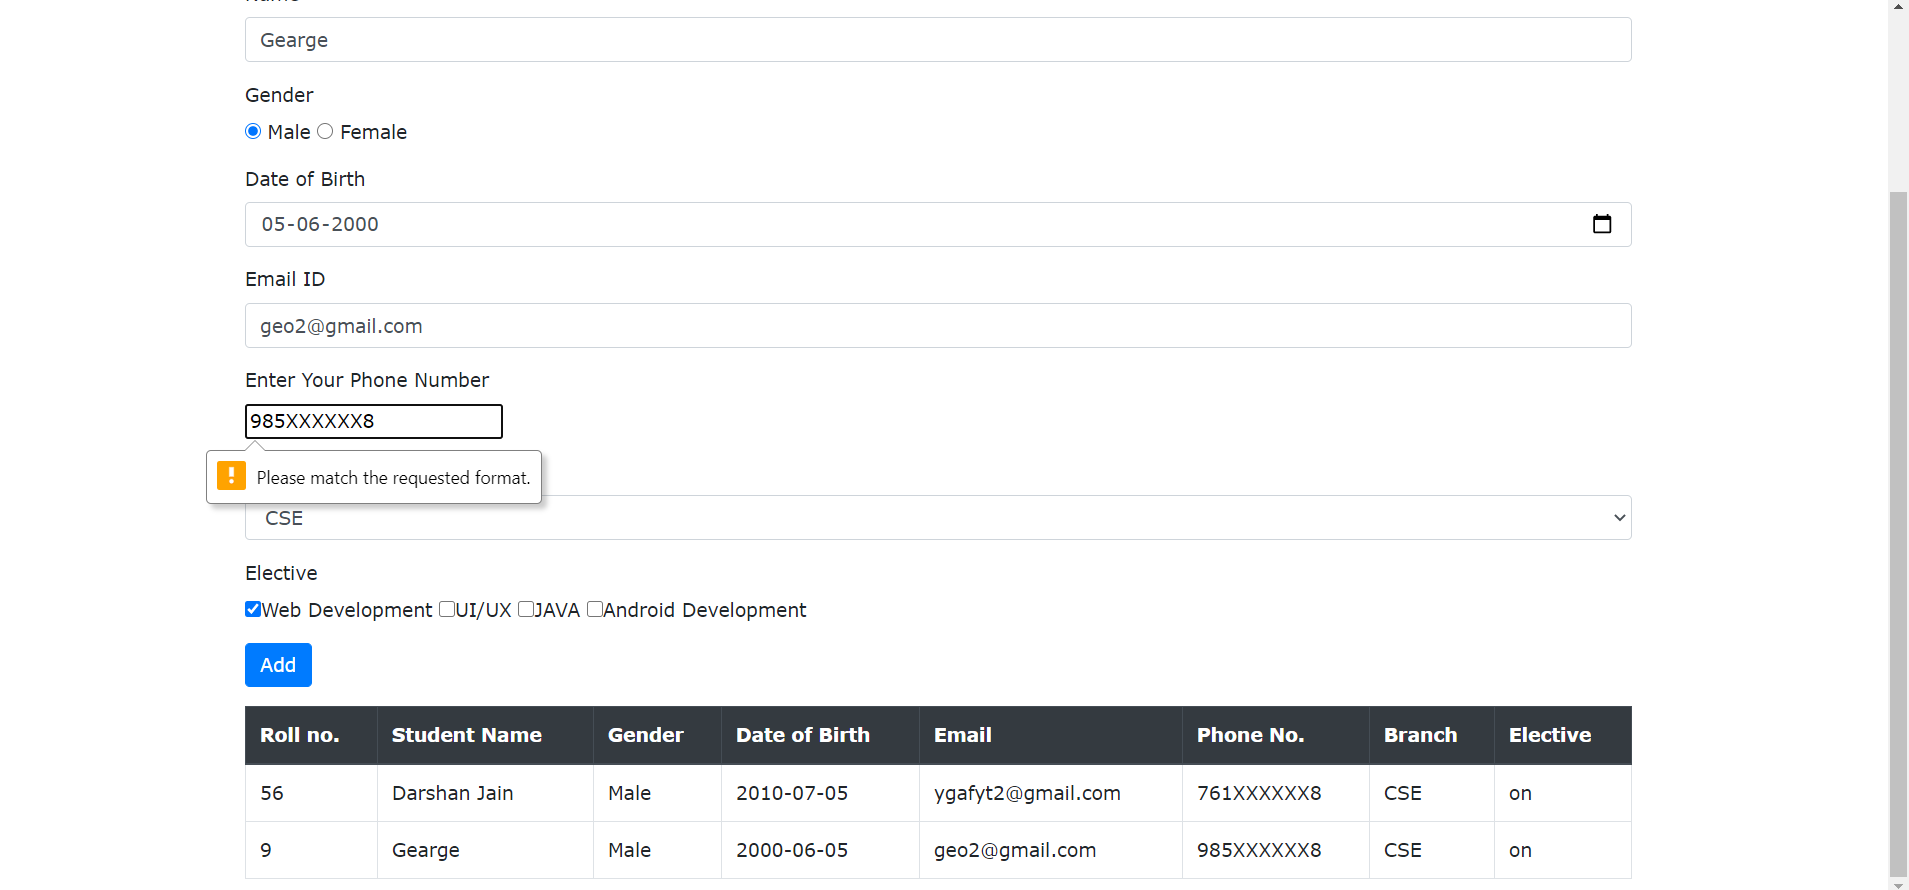 Gearge
Gender
Male Female
Date of Birth
05-06-2000
Email ID
geo2@gmail.com
Enter Your Phone Number
985XXXXXX8
Please match the requested format.
CSE
Elective
Web Development UI/UX JAVA Android Development
Add
Roll no. Student Name Gender Date of Birth Email Phone No. Branch Elective
56 Darshan Jain Male 2010-07-05 ygafyt2@gmail.com 761XXXXXX8 CSE on
9 Gearge Male 2000-06-05 geo2@gmail.com 985XXXXXX8 CSE on